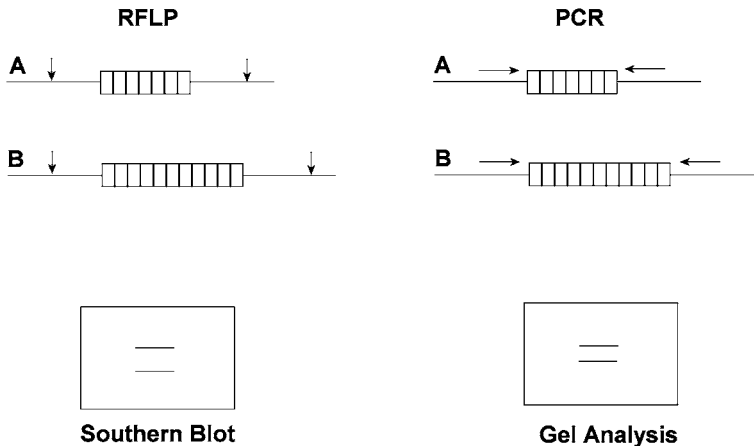 RFLP
A
B
Southern Blot
PCR
A
B
Gel Analysis